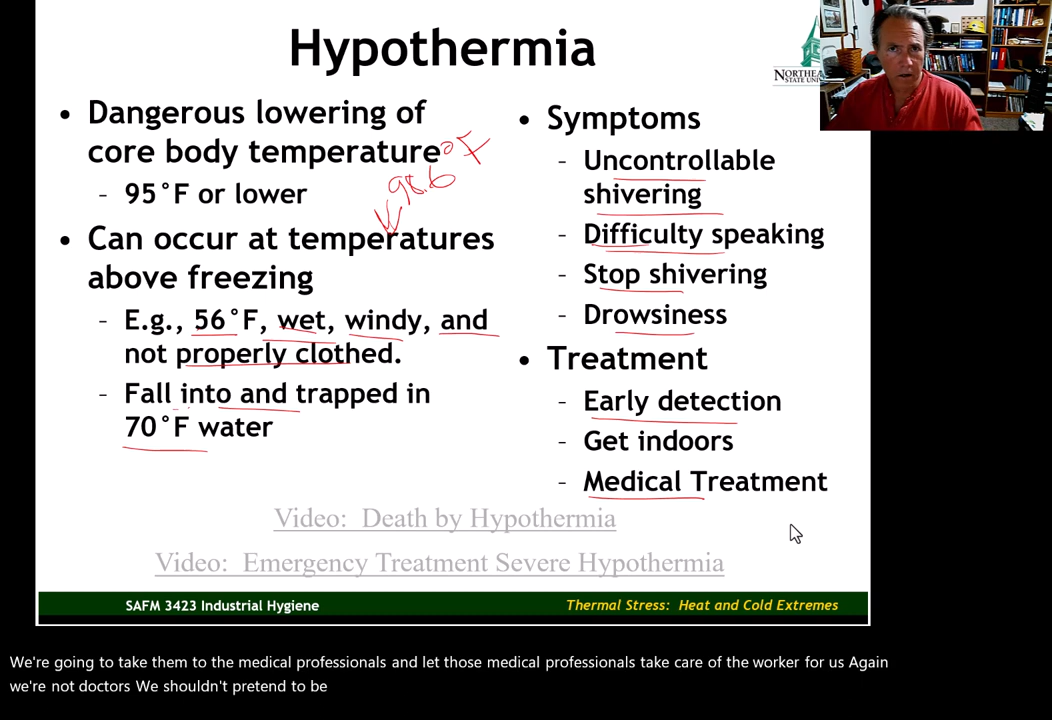 Hypothermia
NORTHEA
STATE UNIV
• Dangerous lowering of
core body temperature
°F
98.6
- 95°F or lower
• Can occur at temperatures
above freezing
- E.g., 56°F, wet, windy, and
not properly clothed.
- Fall into and trapped in
70°F water
• Symptoms
- Uncontrollable
shivering
- Difficulty speaking
- Stop shivering
- Drowsiness
• Treatment
- Early detection
- Get indoors
- Medical Treatment
Video: Death by Hypothermia
Video: Emergency Treatment Severe Hypothermia
SAFM 3423 Industrial Hygiene
Thermal Stress: Heat and Cold Extremes
We're going to take them to the medical professionals and let those medical professionals take care of the worker for us Again
we're not doctors We shouldn't pretend to be